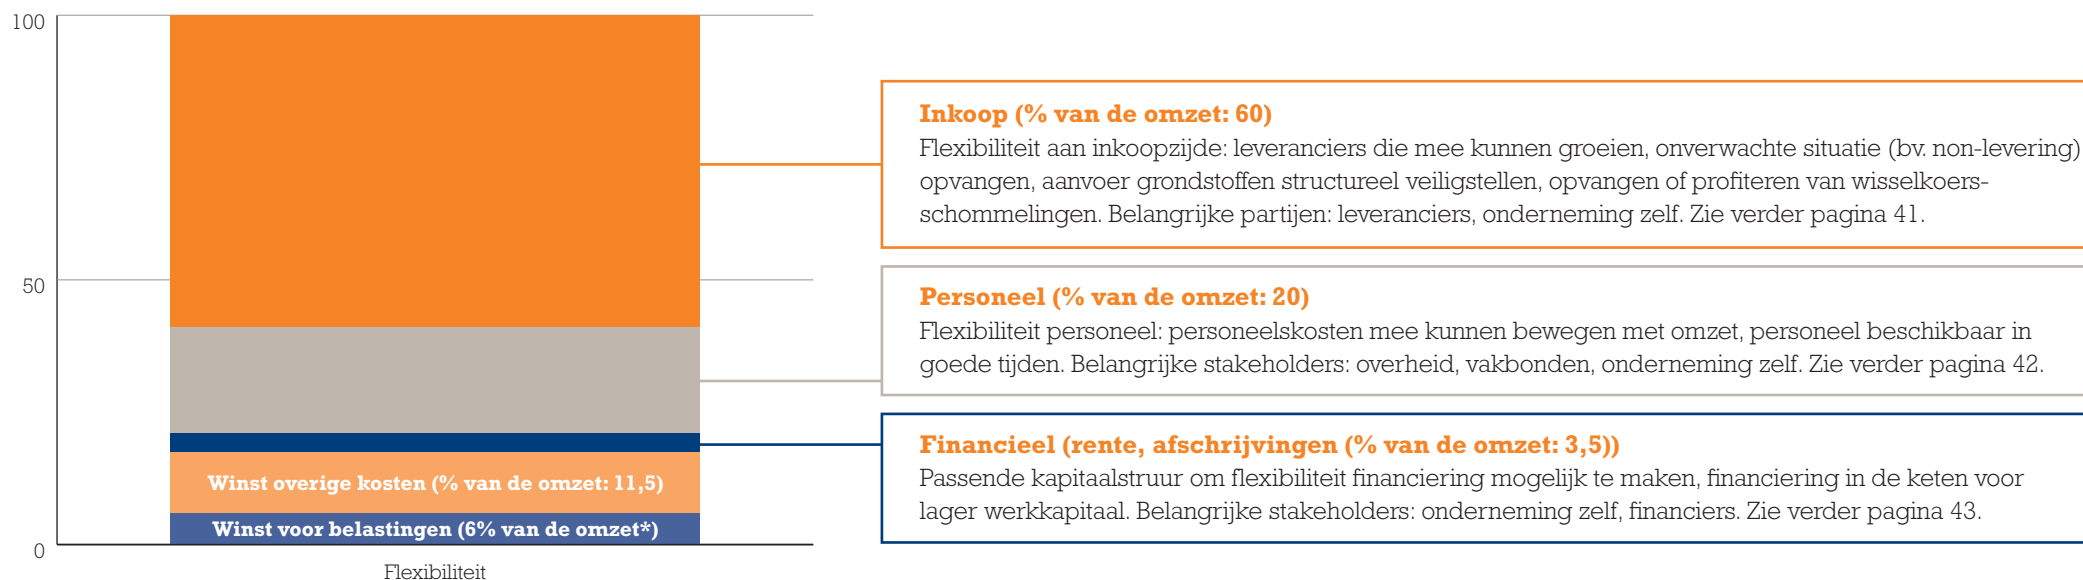 100
50
0
Winst overige kosten (% van de omzet: 11,5)
Winst voor belastingen (6% van de omzet*)
Flexibiliteit
Inkoop (% van de omzet: 60)
Flexibiliteit aan inkoopzijde: leveranciers die mee kunnen groeien, onverwachte situatie (bv. non-levering)
opvangen, aanvoer grondstoffen structureel veiligstellen, opvangen of profiteren van wisselkoers-
schommelingen. Belangrijke partijen: leveranciers, onderneming zelf. Zie verder pagina 41.
Personeel (% van de omzet: 20)
Flexibiliteit personeel: personeelskosten mee kunnen bewegen met omzet, personeel beschikbaar in
goede tijden. Belangrijke stakeholders: overheid, vakbonden, onderneming zelf. Zie verder pagina 42.
Financieel (rente, afschrijvingen (% van de omzet: 3,5))
Passende kapitaalstruur om flexibiliteit financiering mogelijk te maken, financiering in de keten voor
lager werkkapitaal. Belangrijke stakeholders: onderneming zelf, financiers. Zie verder pagina 43.